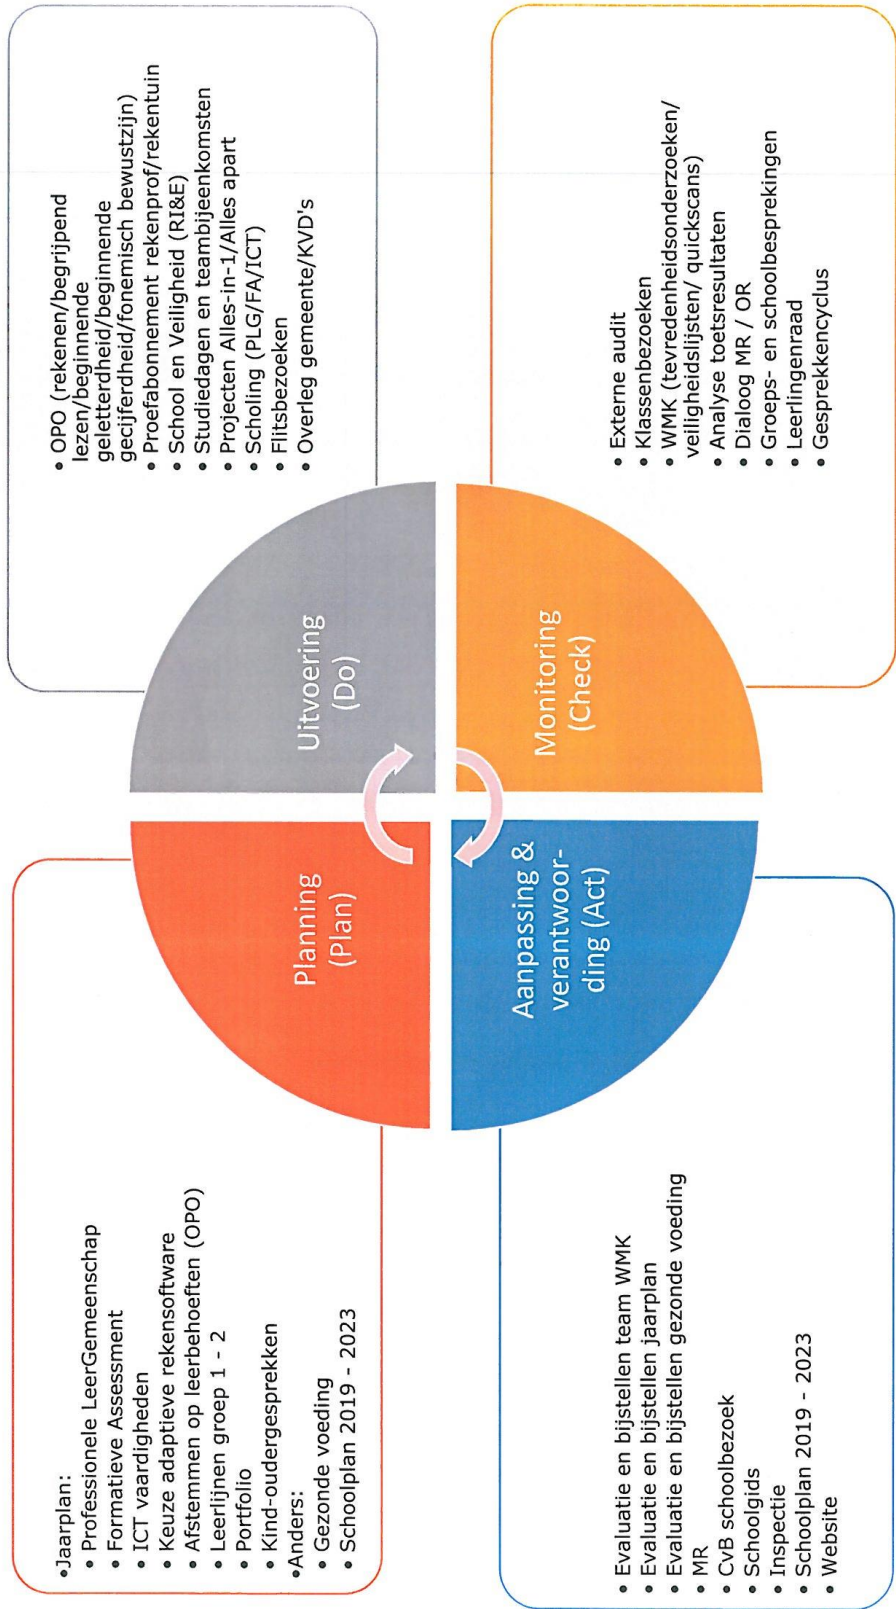 •Jaarplan:
• Professionele LeerGemeenschap
• Formatieve Assessment
• ICT vaardigheden
• Keuze adaptieve rekensoftware
• Afstemmen op leerbehoeften (OPO)
• Leerlijnen groep 1 - 2
• Portfolio
• Kind-oudergesprekken
•Anders:
• Gezonde voeding
• Schoolplan 2019 - 2023
Planning
(Plan)
Uitvoering
(Do)
• OPO (rekenen/begrijpend
lezen/beginnende
geletterdheid/beginnende
gecijferdheid/fonemisch bewustzijn)
• Proefabonnement rekenprof/rekentuin
• School en Veiligheid (RI&E)
• Studiedagen en teambijeenkomsten
• Projecten Alles-in-1/Alles apart
• Scholing (PLG/FA/ICT)
• Flitsbezoeken
• Overleg gemeente/KVD's
• Evaluatie en bijstellen team WMK
• Evaluatie en bijstellen jaarplan
• Evaluatie en bijstellen gezonde voeding
• MR
• CvB schoolbezoek
• Schoolgids
• Inspectie
• Schoolplan 2019 - 2023
• Website
Aanpassing &
verantwoor-
ding (Act)
Monitoring
(Check)
• Externe audit
• Klassenbezoeken
• WMK (tevredenheidsonderzoeken/
veiligheidslijsten/ quickscans)
• Analyse toetsresultaten
• Dialoog MR / OR
• Groeps- en schoolbesprekingen
• Leerlingenraad
• Gesprekkencyclus